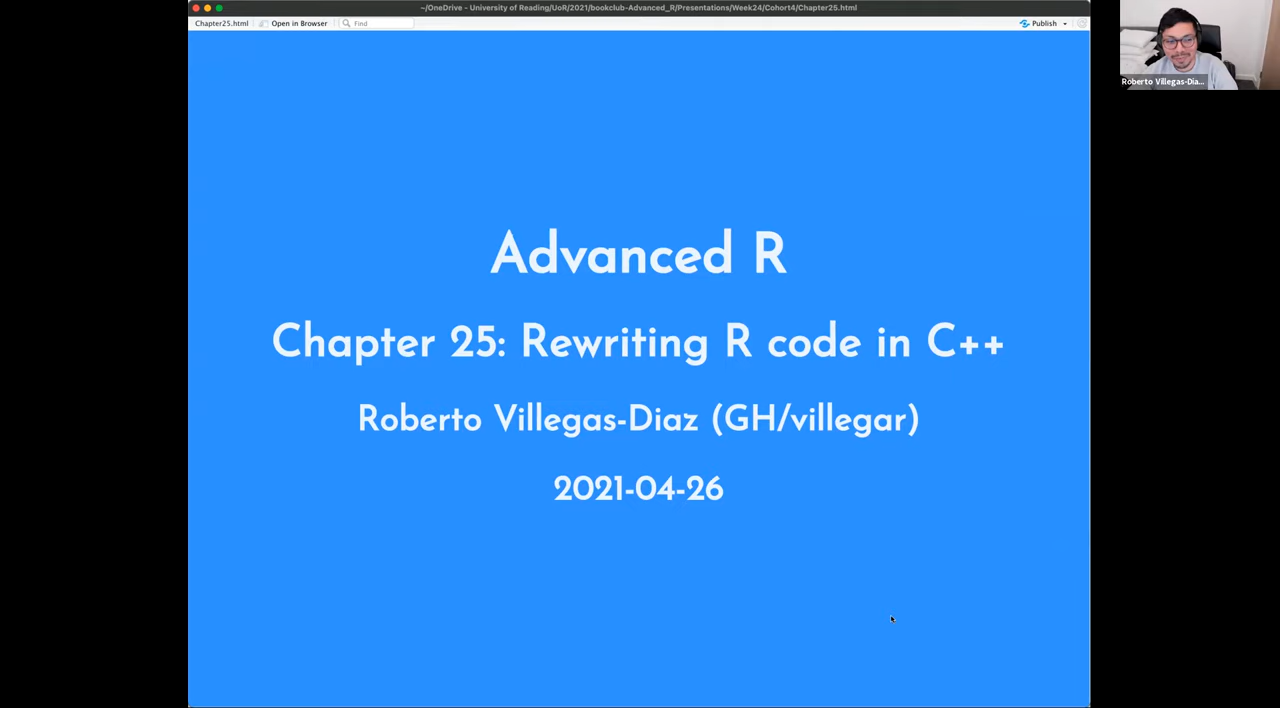 ~/OneDrive - University of Reading/UoR/2021/bookclub-Advanced_R/Presentations/Week24/Cohort4/Chapter25.html
Chapter25.html Open in Browser Find Publish
Roberto Villegas-Dia...
Advanced R
Chapter 25: Rewriting R code in C++
Roberto Villegas-Diaz (GH/villegar)
2021-04-26